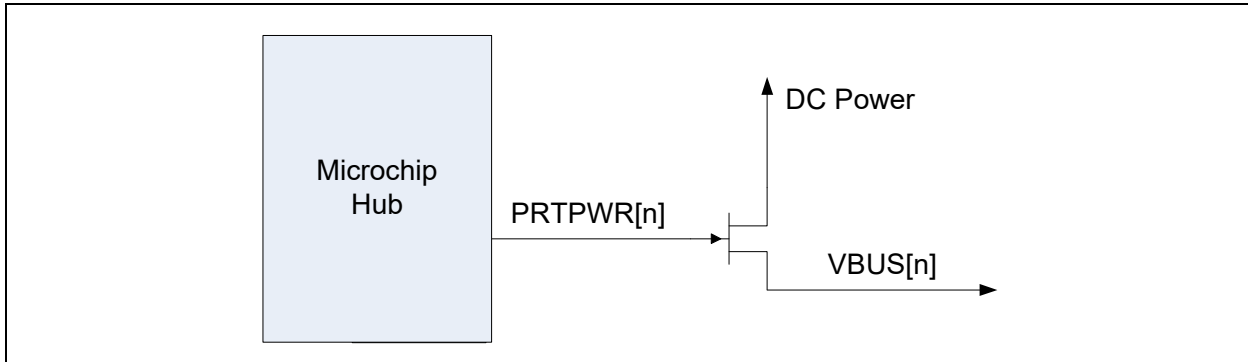 Microchip
Hub
PRTPWR[n]
DC Power
VBUS[n]